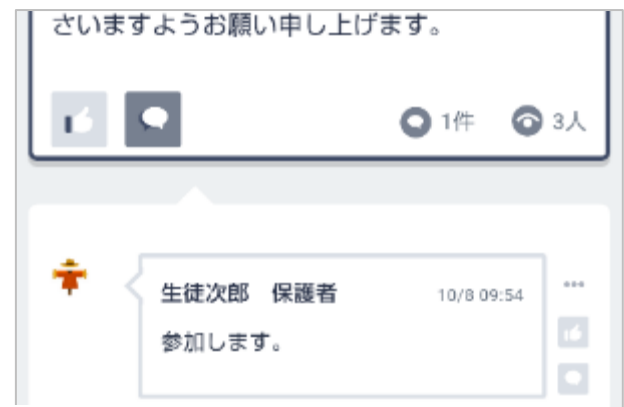 さいますようお願い申し上げます。
1件 3人
生徒次郎　保護者 10/8 09:54
参加します。